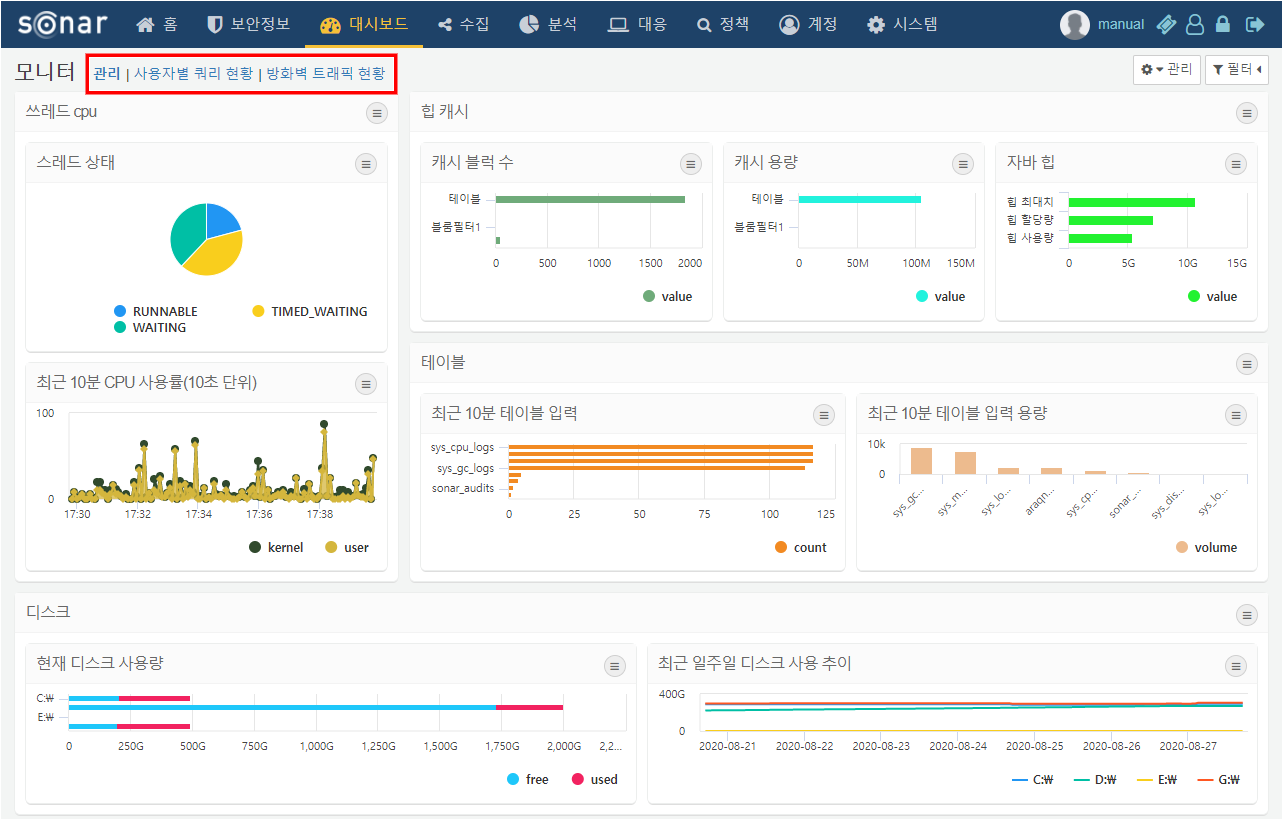 sonar 홈 보안정보 대시보드 수집 분석 대응 정책 계정 시스템 manual
모니터 관리 | 사용자별 쿼리 현황 | 방화벽 트래픽 현황 관리 필터
쓰레드 cpu
스레드 상태
RUNNABLE TIMED_WAITING
WAITING
최근 10분 CPU 사용률(10초 단위)
100
50
0
17:30 17:32 17:34 17:36 17:38
kernel user
힙 캐시
캐시 블럭 수
테이블
블룸필터1
0 500 1000 1500 2000
value
캐시 용량
테이블
블룸필터1
0 50M 100M 150M
value
자바 힙
힙 최대치
힙 할당량
힙 사용량
0 5G 10G 15G
value
테이블
최근 10분 테이블 입력
sys_cpu_logs
sys_gc_logs
sonar_audits
0 25 50 75 100 125
count
최근 10분 테이블 입력 용량
10k
0
sys_gc... sys_m... sys_lo... araqn... sys_cp... sonar_... sys_dis... sys_lo...
volume
디스크
현재 디스크 사용량
C:₩
E:₩
0 250G 500G 750G 1,000G 1,250G 1,500G 1,750G 2,000G 2,2...
free used
최근 일주일 디스크 사용 추이
400G
0
2020-08-21 2020-08-22 2020-08-23 2020-08-24 2020-08-25 2020-08-26 2020-08-27
C:₩ D:₩ E:₩ G:₩